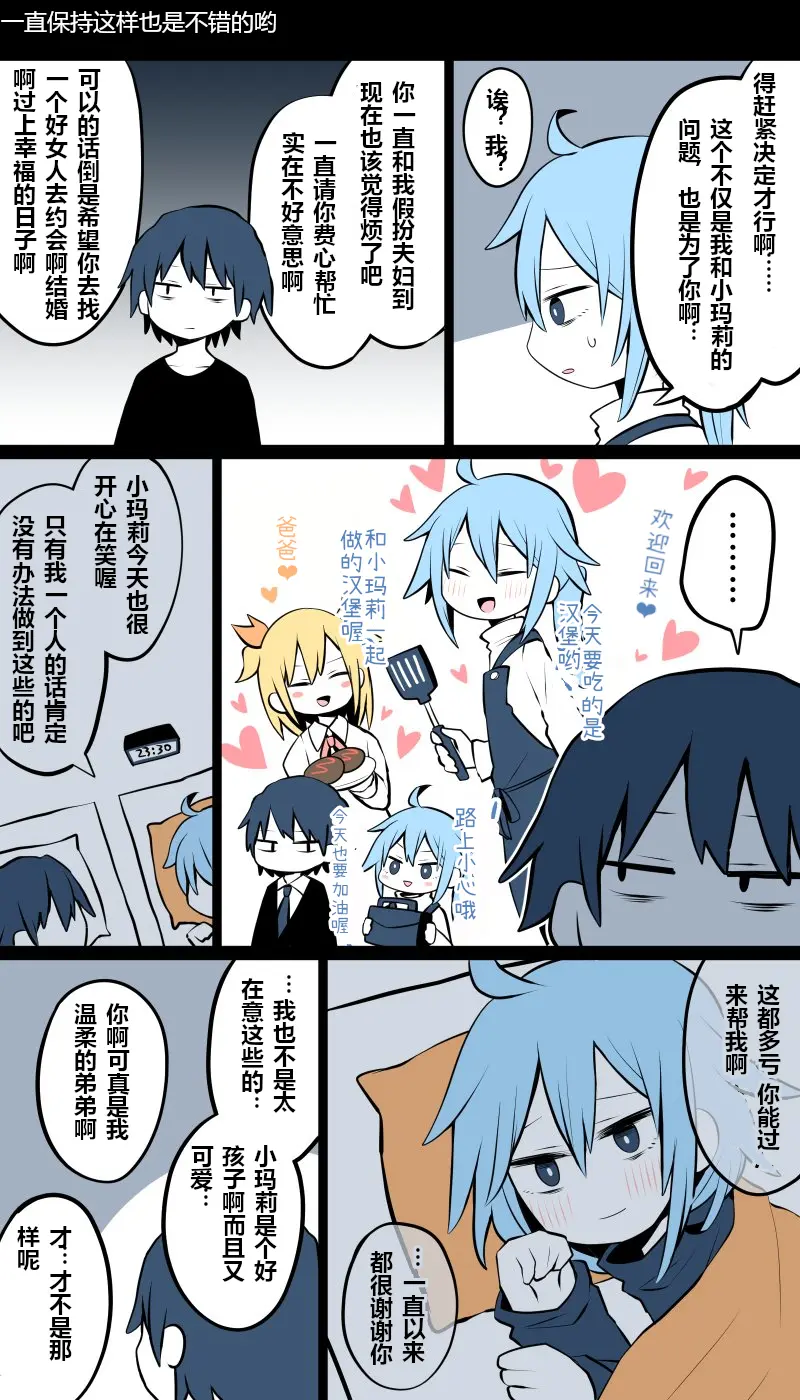 一直保持这样也是不错的哟
得赶紧决定才行啊……
这个不仅是我和小玛莉的
问题，也是为了你啊…
诶？我？
你一直和我假扮夫妇到
现在也该觉得烦了吧
一直请你费心帮忙
实在不好意思啊
可以的话倒是希望你去找
一个好女人去约会啊结婚
啊过上幸福的日子啊
………
欢迎回来
今天要吃的是
汉堡哟
和小玛莉一起
做的汉堡喔
爸爸
路上小心哦
今天也要加油喔
小玛莉今天也很
开心在笑喔
只有我一个人的话肯定
没有办法做到这些的吧
23:30
这都多亏你能过
来帮我啊
…一直以来
都很谢谢你
…我也不是太
在意这些的…
小玛莉是个好
孩子啊而且又
可爱…
你啊可真是我
温柔的弟弟啊
才…才不是那
样呢